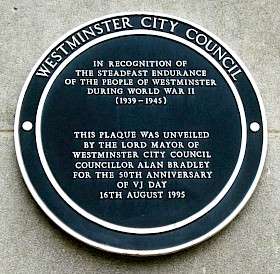 WESTMINSTER CITY COUNCIL
IN RECOGNITION OF
THE STEADFAST ENDURANCE
OF THE PEOPLE OF WESTMINSTER
DURING WORLD WAR II
(1939-1945)
THIS PLAQUE WAS UNVEILED
BY THE LORD MAYOR OF
WESTMINSTER CITY COUNCIL
COUNCILLOR ALAN BRADLEY
FOR THE 50TH ANNIVERSARY
OF VJ DAY
16TH AUGUST 1995